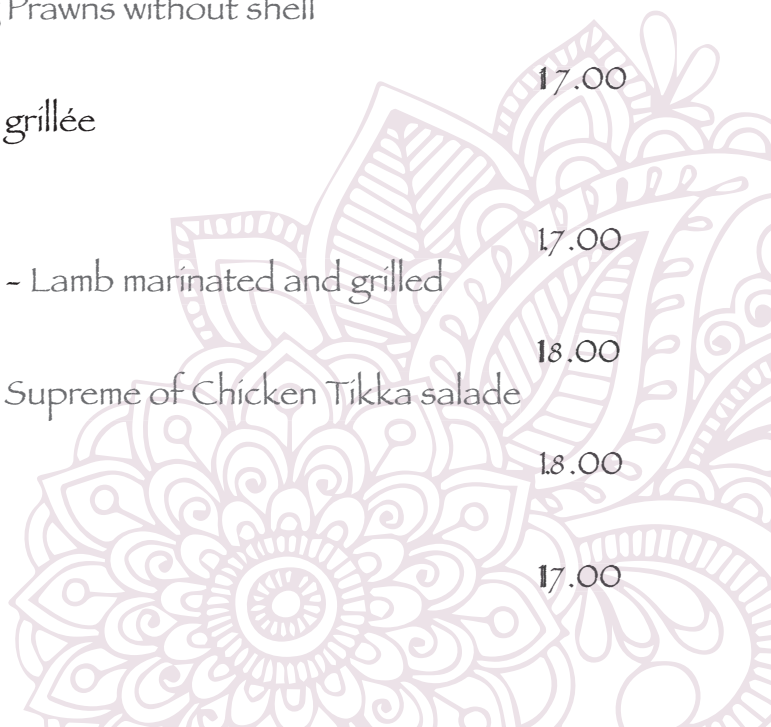 Prawns without shell
17.00
grillée
17.00
- Lamb marinated and grilled
18.00
Supreme of Chicken Tikka salade
18.00
17.00